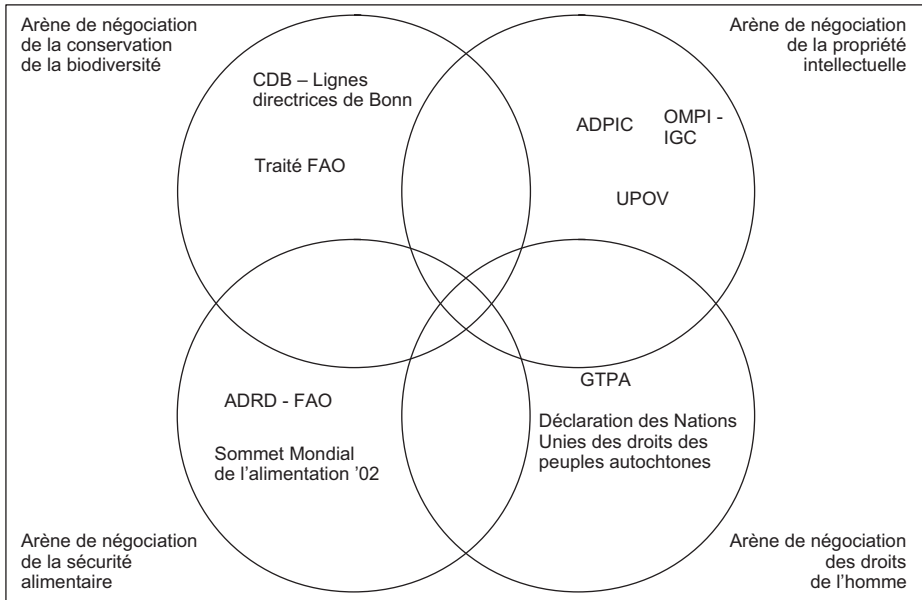 Arène de négociation
de la conservation
de la biodiversité
Arène de négociation
de la propriété
intellectuelle
CDB – Lignes
directrices de Bonn
Traité FAO
ADPIC
OMPI -
IGC
UPOV
ADRD - FAO
Sommet Mondial
de l’alimentation ’02
GTPA
Déclaration des Nations
Unies des droits des
peuples autochtones
Arène de négociation
de la sécurité
alimentaire
Arène de négociation
des droits
de l’homme